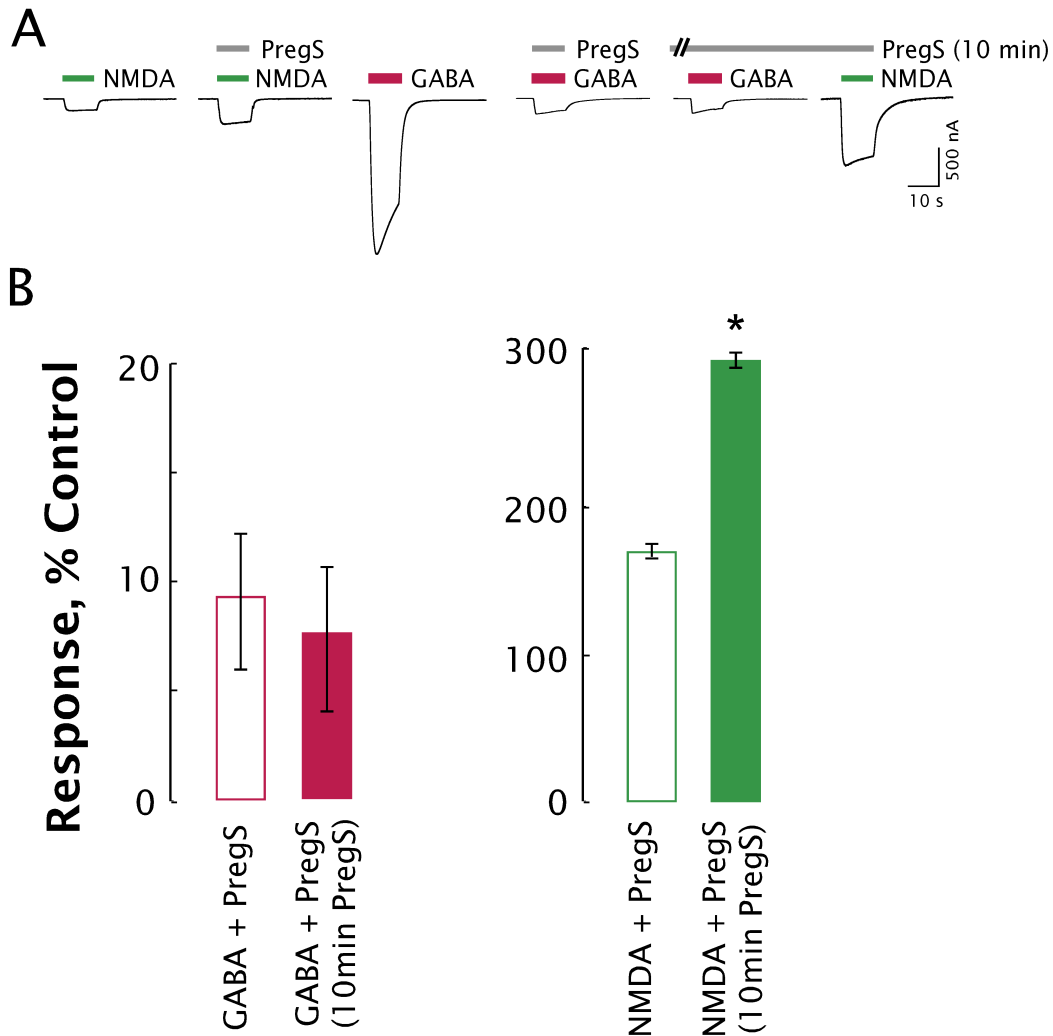 A
PregS PregS PregS (10 min)
NMDA NMDA GABA GABA GABA NMDA
500 nA
10 s
B
Response, % Control
20
10
0
GABA + PregS
GABA + PregS
(10min PregS)
300
200
100
0
*
NMDA + PregS
NMDA + PregS
(10min PregS)